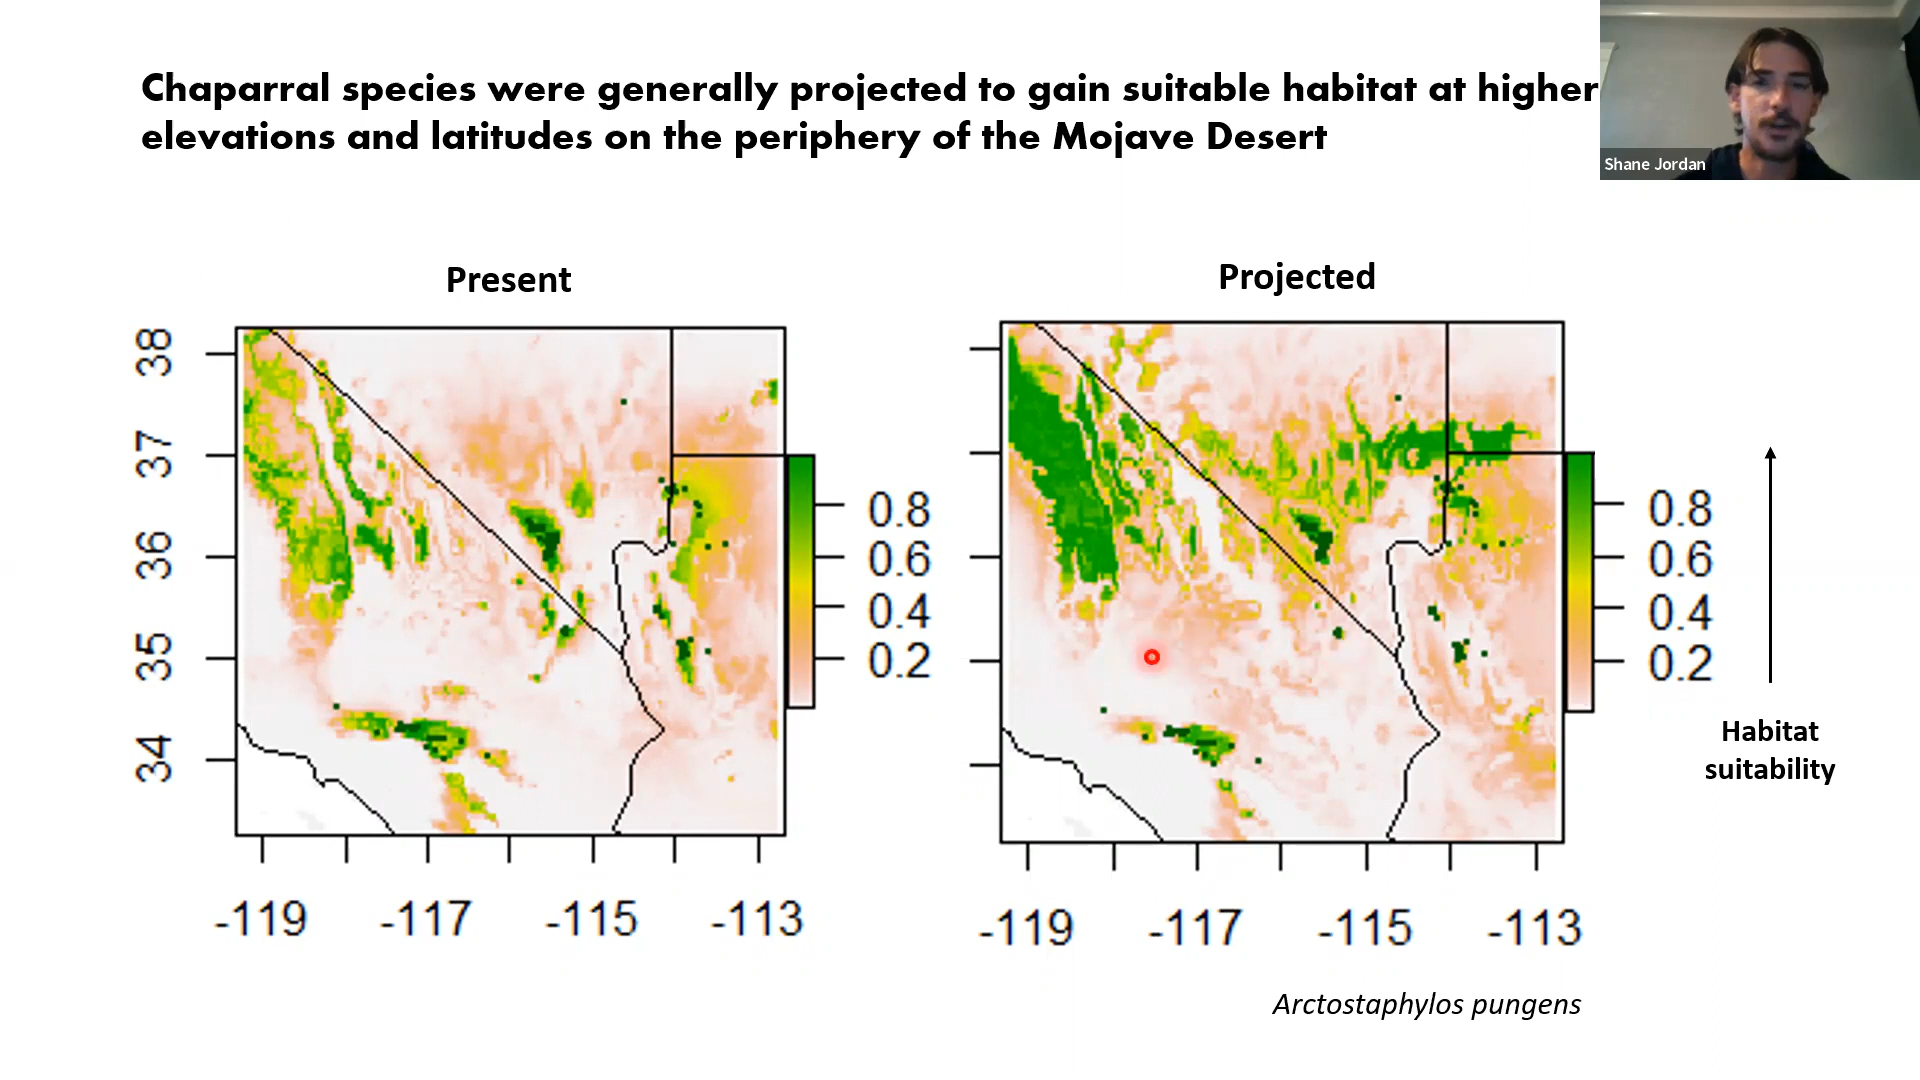 Chaparral species were generally projected to gain suitable habitat at higher
elevations and latitudes on the periphery of the Mojave Desert
Shane Jordan
Present
Projected
38
37
36
35
34
0.8
0.6
0.4
0.2
-119
-117
-115
-113
0.8
0.6
0.4
0.2
-119
-117
-115
-113
Habitat
suitability
Arctostaphylos pungens